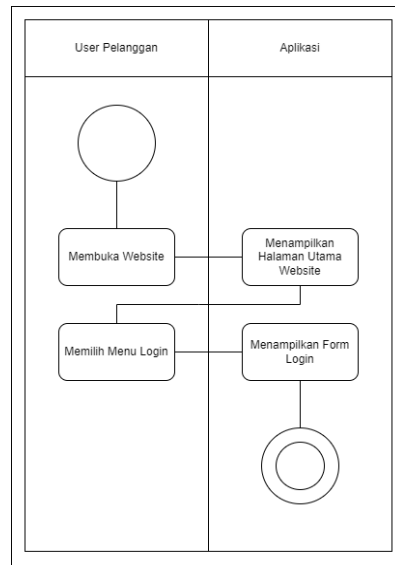 User Pelanggan
Aplikasi
Membuka Website
Menampilkan
Halaman Utama
Website
Memilih Menu Login
Menampilkan Form
Login